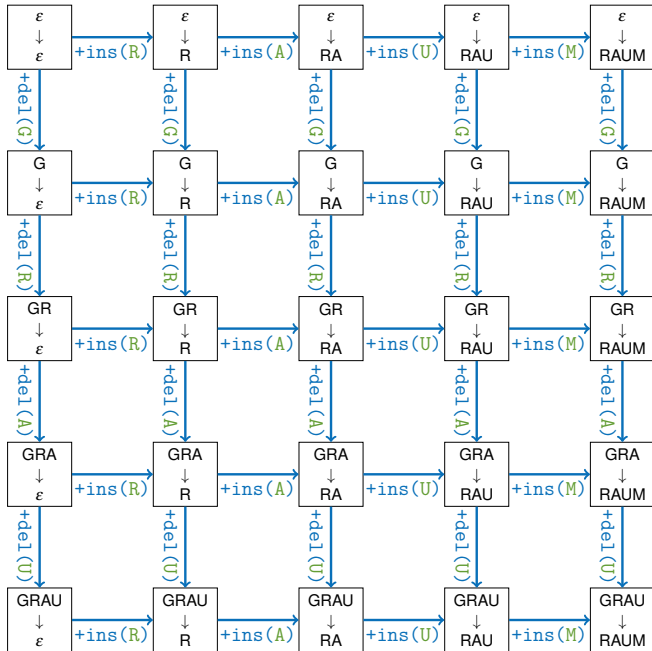 ε ε ε ε ε
↓ ↓ ↓ ↓ ↓
+ins(R) +ins(A) +ins(U) +ins(M)
ε R RA RAU RAUM
+del(G) +del(G) +del(G) +del(G) +del(G)
G G G G G
↓ ↓ ↓ ↓ ↓
+ins(R) +ins(A) +ins(U) +ins(M)
ε R RA RAU RAUM
+del(R) +del(R) +del(R) +del(R) +del(R)
GR GR GR GR GR
↓ ↓ ↓ ↓ ↓
+ins(R) +ins(A) +ins(U) +ins(M)
ε R RA RAU RAUM
+del(A) +del(A) +del(A) +del(A) +del(A)
GRA GRA GRA GRA GRA
↓ ↓ ↓ ↓ ↓
+ins(R) +ins(A) +ins(U) +ins(M)
ε R RA RAU RAUM
+del(U) +del(U) +del(U) +del(U) +del(U)
GRAU GRAU GRAU GRAU GRAU
↓ ↓ ↓ ↓ ↓
+ins(R) +ins(A) +ins(U) +ins(M)
ε R RA RAU RAUM